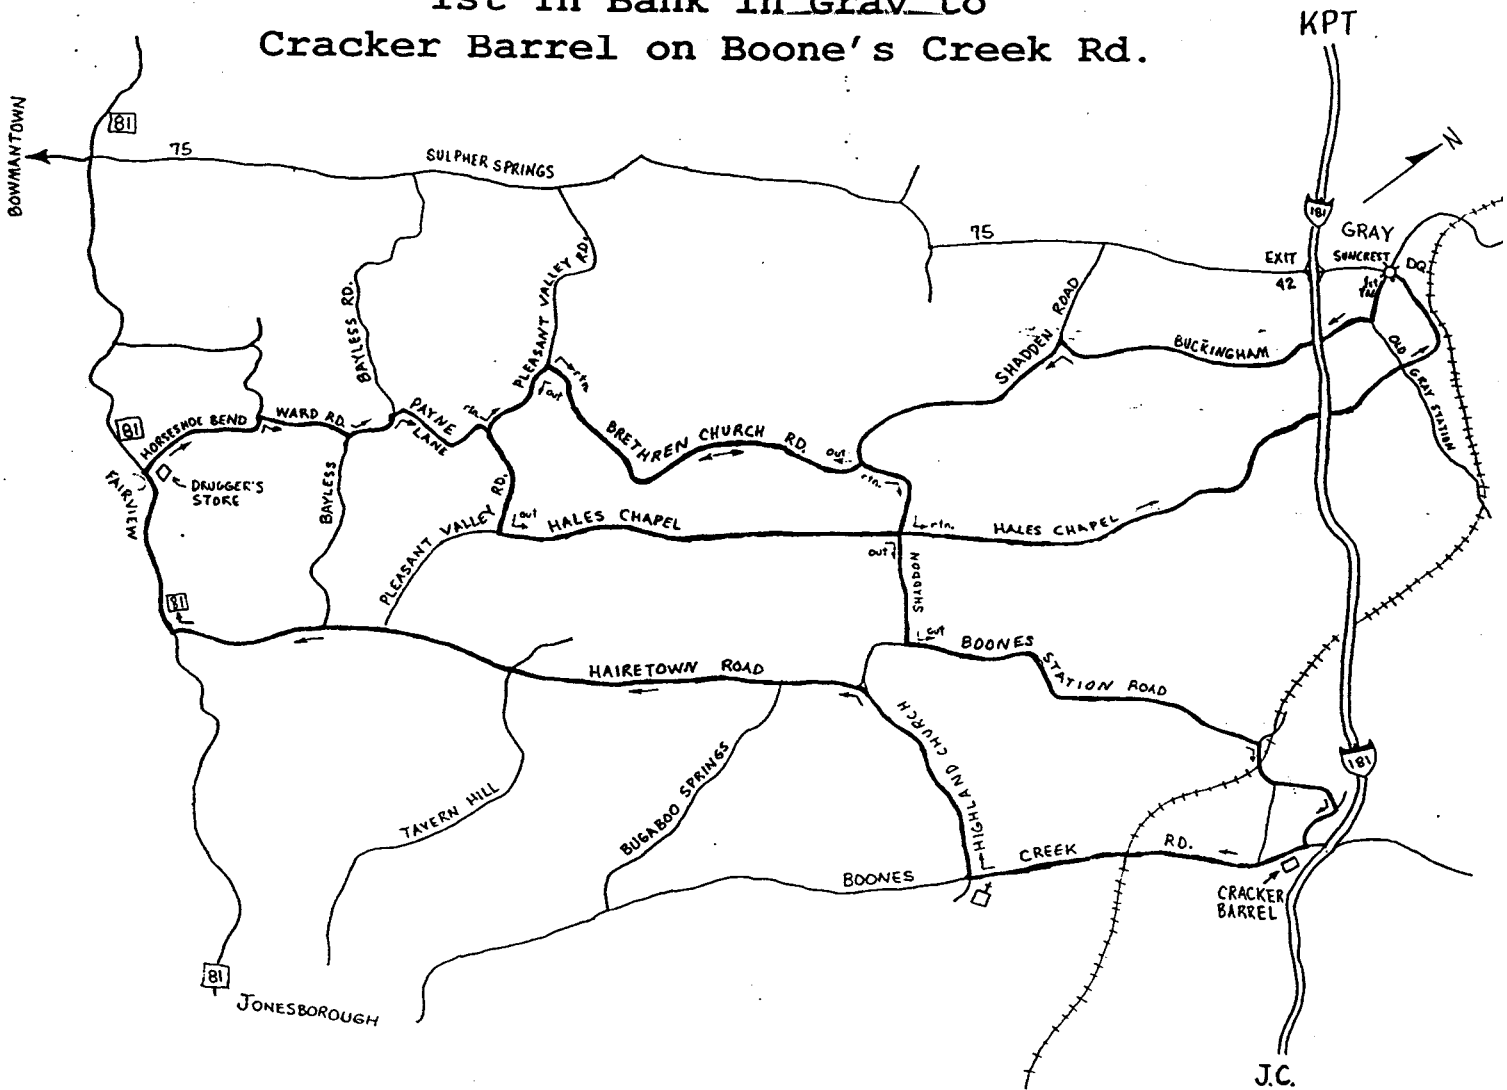 1st Tn Bank in Gray to
Cracker Barrel on Boone's Creek Rd.
KPT
BOWMANTOWN
81
75
SULPHER SPRINGS
N
181
GRAY
75
EXIT
42
SUNCREST
DQ
1st
TN
PLEASANT VALLEY RD.
SHADDEN ROAD
BAYLESS RD.
BUCKINGHAM
OLD GRAY STATION
rtn.
out
81
HORSESHOE BEND
WARD RD.
PAYNE
LANE
rtn.
BRETHREN CHURCH RD.
out
rtn.
FAIRVIEW
DRUGGER'S
STORE
BAYLESS
PLEASANT VALLEY RD.
out
HALES CHAPEL
rtn.
HALES CHAPEL
out
SHADDON
81
out
BOONES STATION ROAD
HAIRETOWN ROAD
HIGHLAND CHURCH
181
BUGABOO SPRINGS
TAVERN HILL
BOONES CREEK RD.
CRACKER
BARREL
81
JONESBOROUGH
J.C.